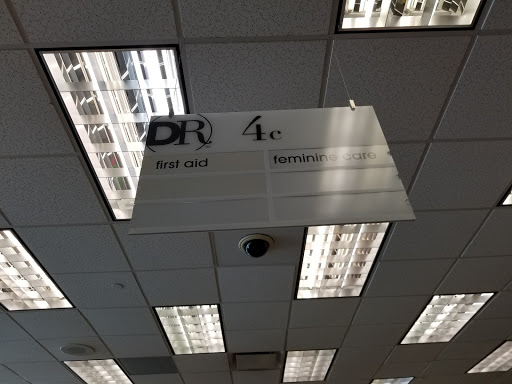 (DR) 4c
first aid feminine care